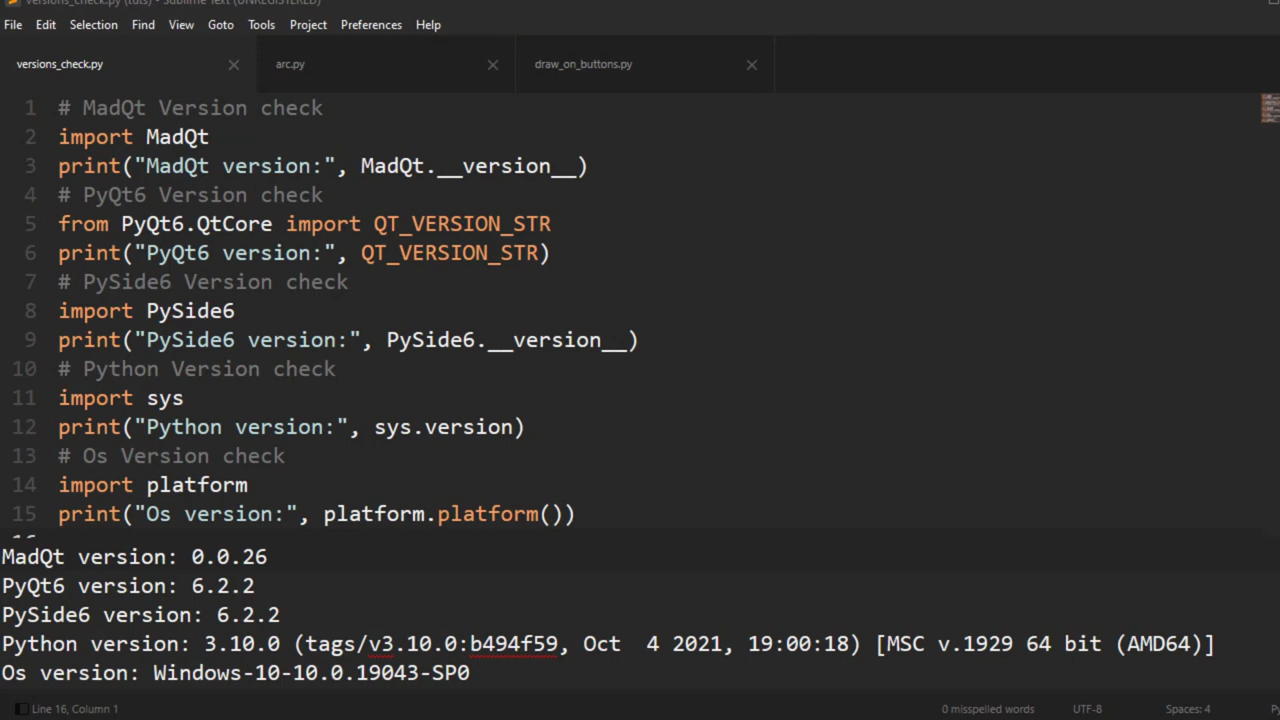 versions_check.py (tuts) - Sublime Text (UNREGISTERED)
File Edit Selection Find View Goto Tools Project Preferences Help
versions_check.py arc.py draw_on_buttons.py
1 # MadQt Version check
2 import MadQt
3 print("MadQt version:", MadQt.__version__)
4 # PyQt6 Version check
5 from PyQt6.QtCore import QT_VERSION_STR
6 print("PyQt6 version:", QT_VERSION_STR)
7 # PySide6 Version check
8 import PySide6
9 print("PySide6 version:", PySide6.__version__)
10 # Python Version check
11 import sys
12 print("Python version:", sys.version)
13 # Os Version check
14 import platform
15 print("Os version:", platform.platform())
16
MadQt version: 0.0.26
PyQt6 version: 6.2.2
PySide6 version: 6.2.2
Python version: 3.10.0 (tags/v3.10.0:b494f59, Oct  4 2021, 19:00:18) [MSC v.1929 64 bit (AMD64)]
Os version: Windows-10-10.0.19043-SP0
Line 16, Column 1 0 misspelled words UTF-8 Spaces: 4